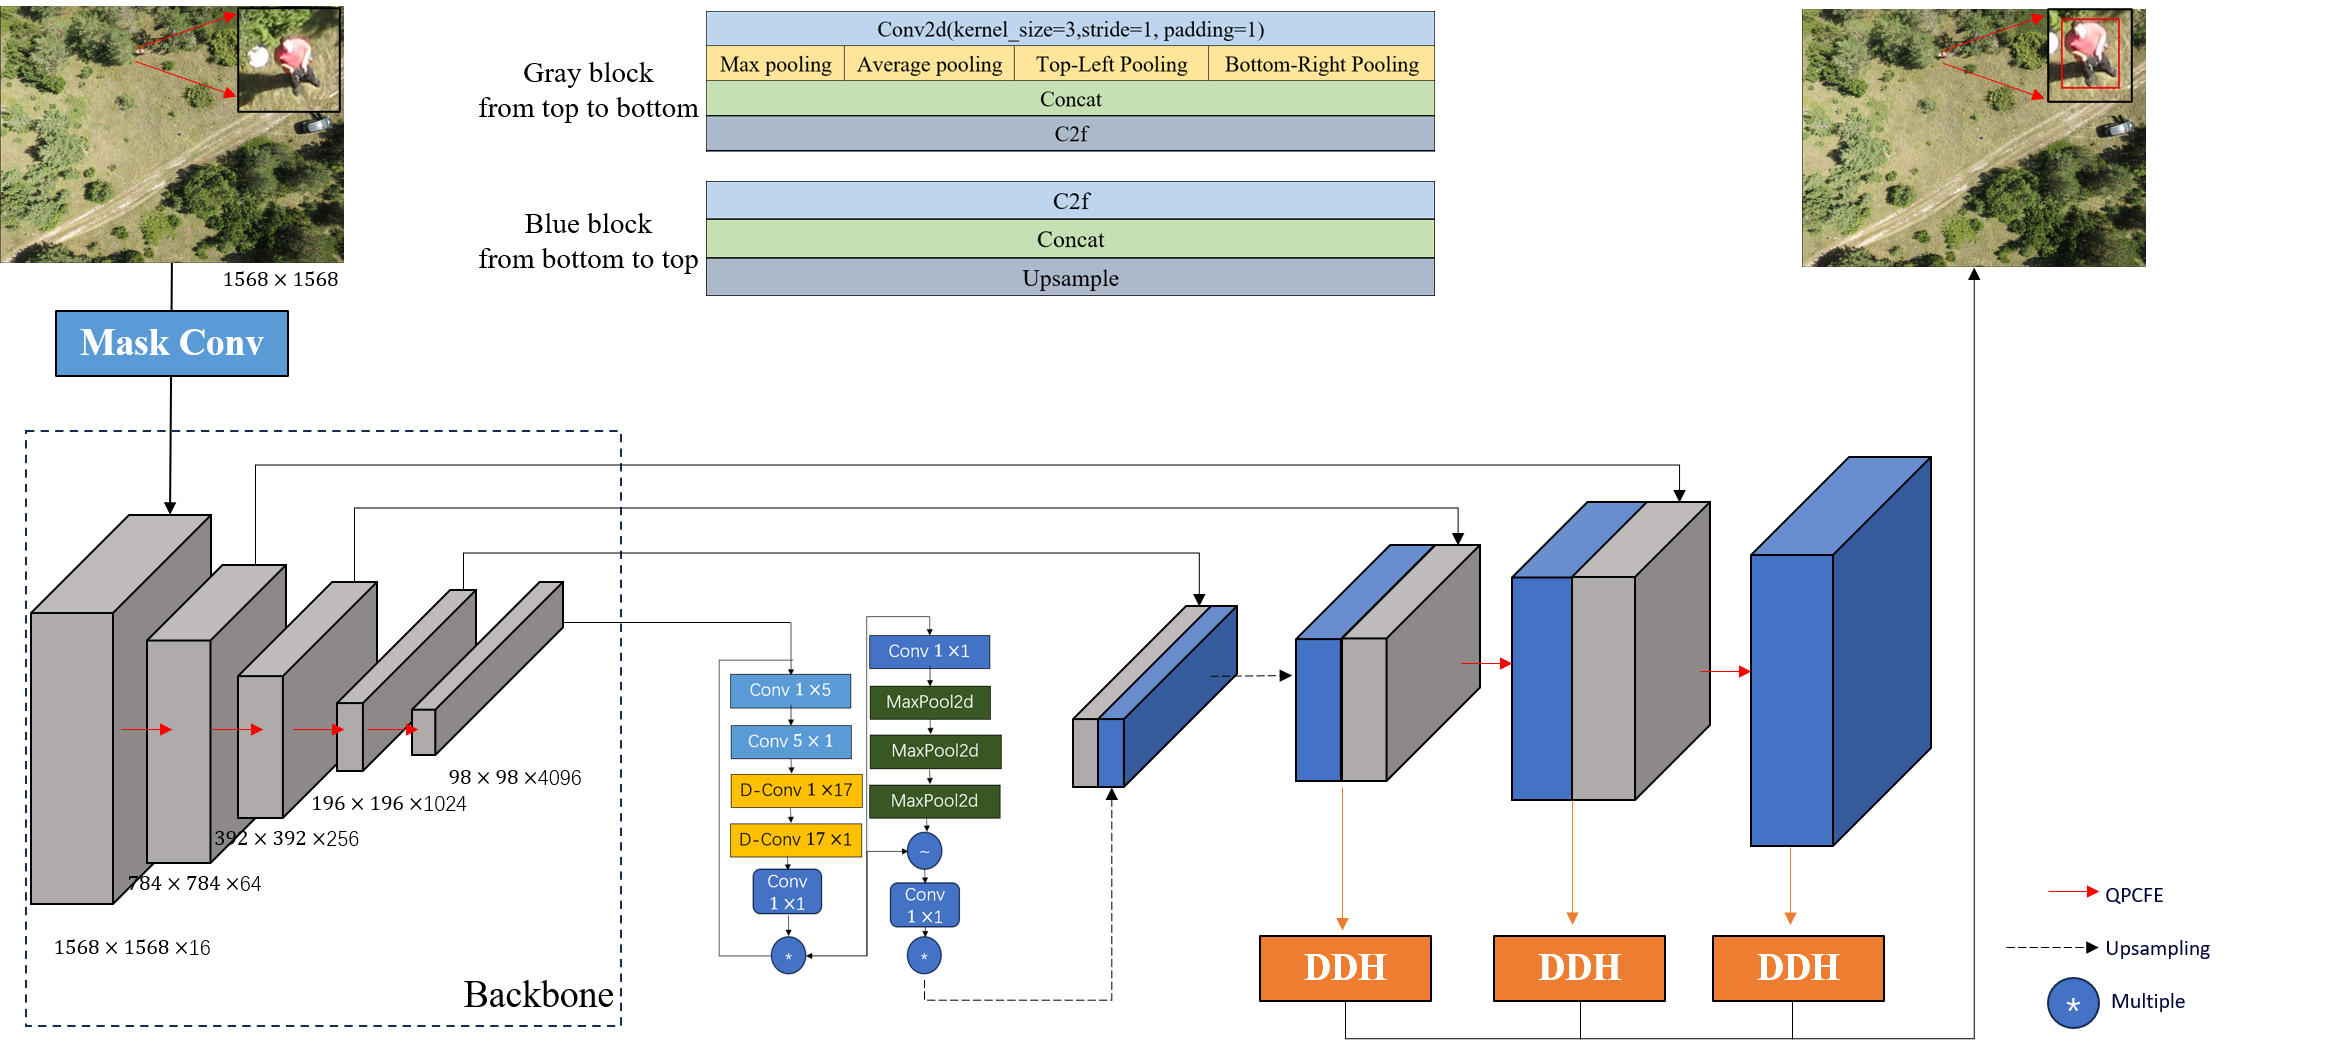 1568 × 1568
Mask Conv
Gray block
from top to bottom
Conv2d(kernel_size=3,stride=1, padding=1)
Max pooling
Average pooling
Top-Left Pooling
Bottom-Right Pooling
Concat
C2f
Blue block
from bottom to top
C2f
Concat
Upsample
98 × 98 ×4096
196 × 196 ×1024
392 × 392 ×256
784 × 784 ×64
1568 × 1568 ×16
Backbone
Conv 1 ×5
Conv 5 × 1
D-Conv 1 ×17
D-Conv 17 ×1
Conv
1 ×1
*
Conv 1 ×1
MaxPool2d
MaxPool2d
MaxPool2d
~
Conv
1 ×1
*
DDH
DDH
DDH
QPCFE
Upsampling
* Multiple